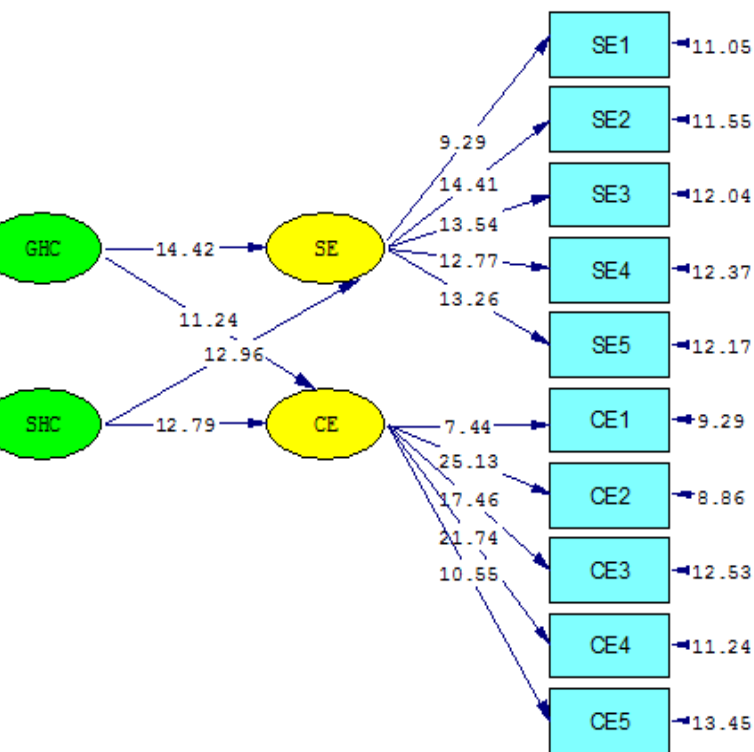 SE1
11.05
SE2
11.55
9.29
14.41
SE3
12.04
13.54
GHC
14.42
SE
12.77
SE4
12.37
13.26
11.24
SE5
12.17
12.96
SHC
12.79
CE
7.44
CE1
9.29
25.13
CE2
8.86
17.46
21.74
CE3
12.53
10.55
CE4
11.24
CE5
13.45